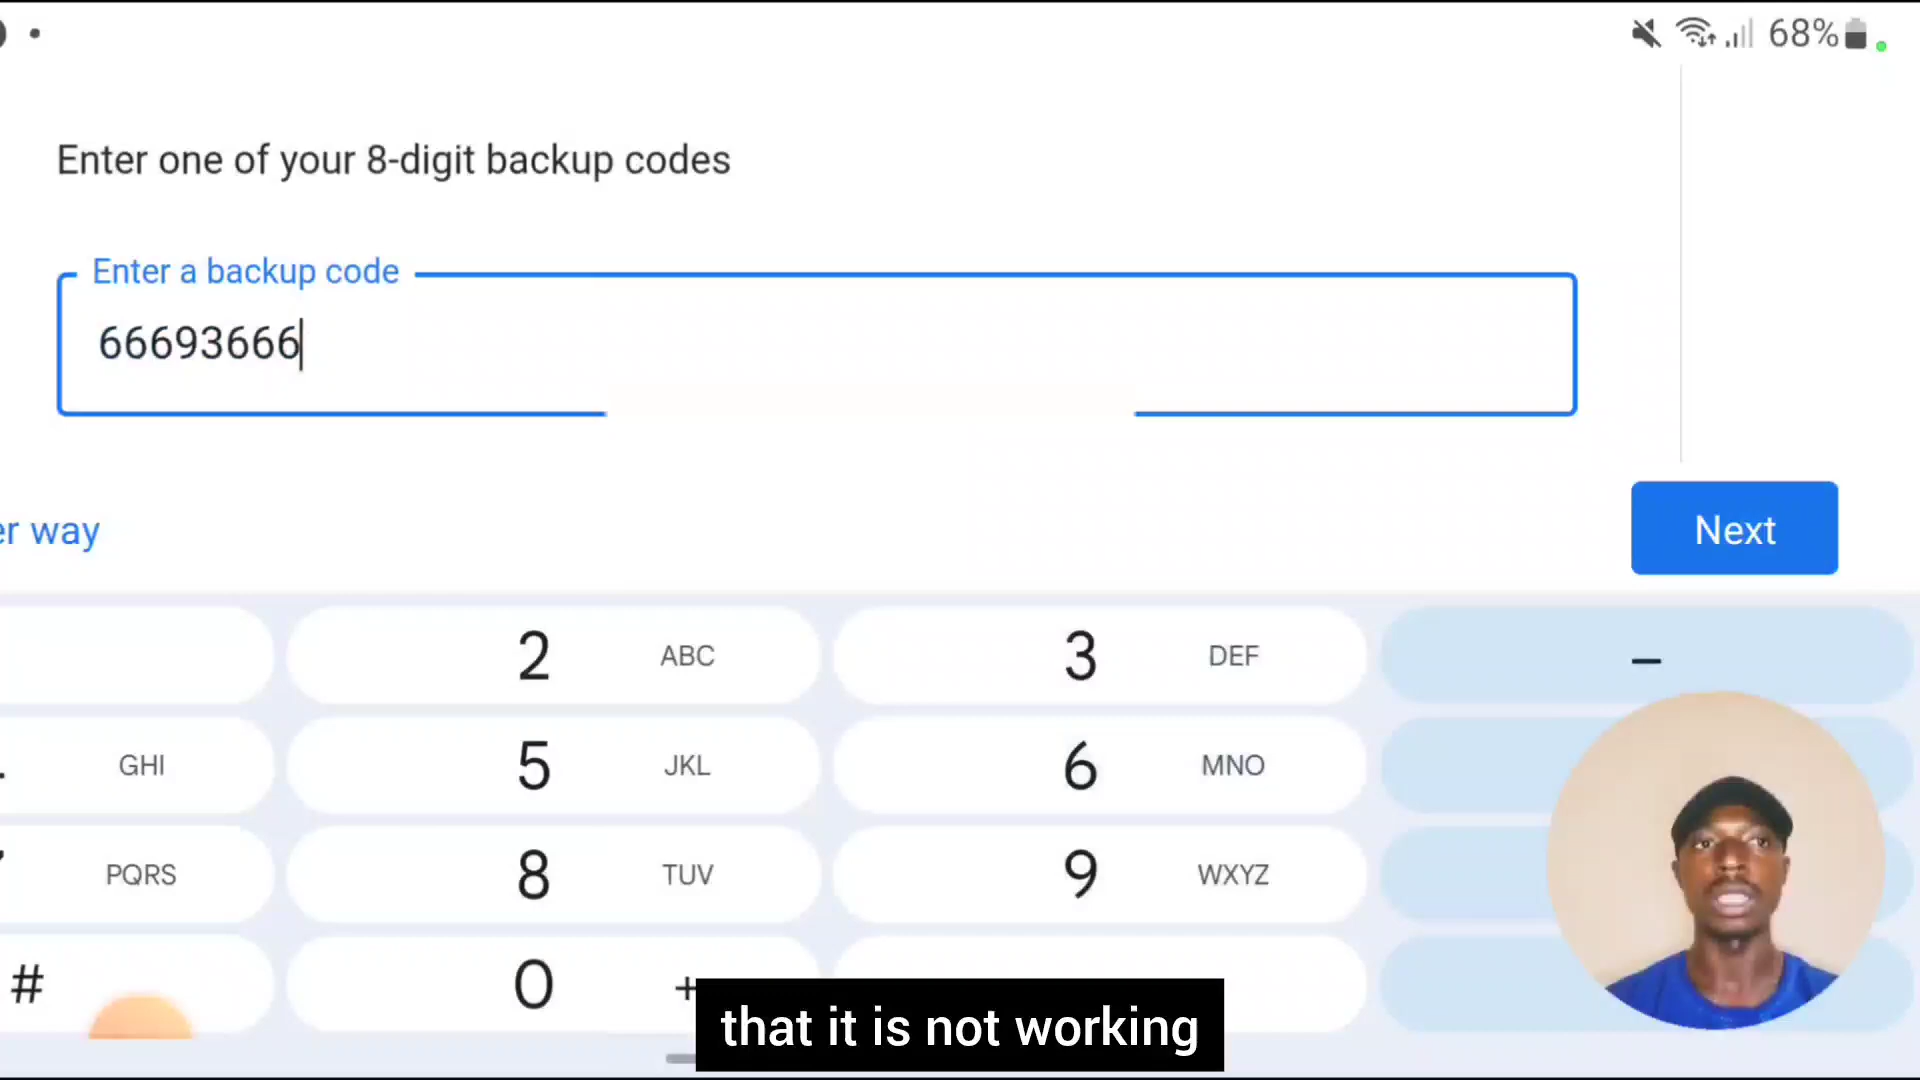 68%
Enter one of your 8-digit backup codes
Enter a backup code
66693666
er way
Next
2 ABC
3 DEF
–
GHI
5 JKL
6 MNO
PQRS
8 TUV
9 WXYZ
#
0 +
that it is not working